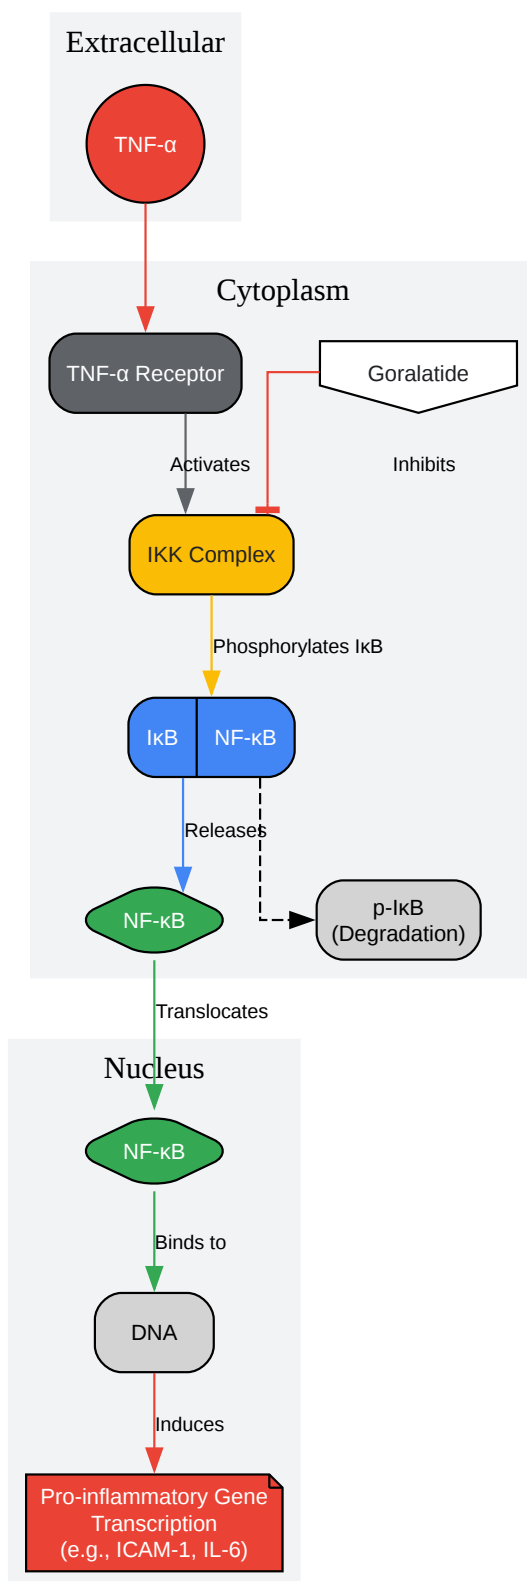 Extracellular
TNF-α
Cytoplasm
TNF-α Receptor
Goralatide
Activates
Inhibits
IKK Complex
Phosphorylates IκB
IκB
NF-κB
Releases
NF-κB
p-IκB
(Degradation)
Translocates
Nucleus
NF-κB
Binds to
DNA
Induces
Pro-inflammatory Gene
Transcription
(e.g., ICAM-1, IL-6)